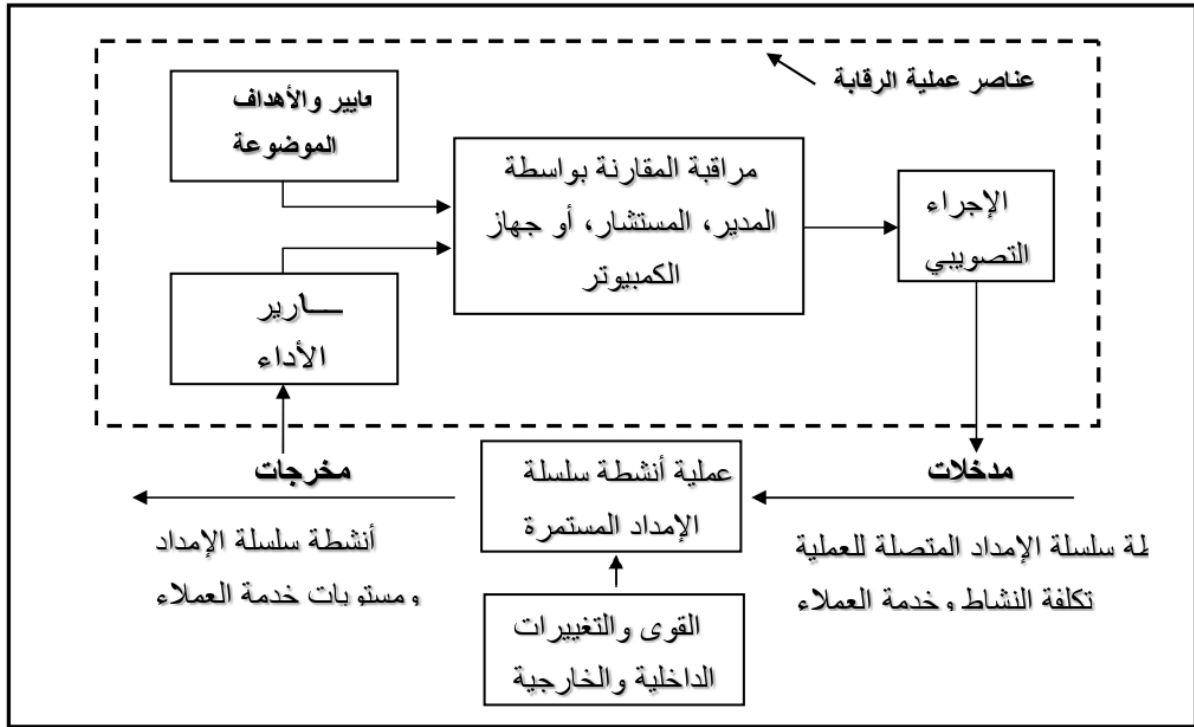 عناصر عملية الرقابة
عايير والأهداف
الموضوعة
مراقبة المقارنة بواسطة
المدير، المستشار، أو جهاز
الكمبيوتر
الإجراء
التصويبي
ـارير
الأداء
مدخلات
عملية أنشطة سلسلة
الإمداد المستمرة
مخرجات
طة سلسلة الإمداد المتصلة للعملية
تكلفة النشاط وخدمة العملاء
أنشطة سلسلة الإمداد
ومستويات خدمة العملاء
القوى والتغييرات
الداخلية والخارجية